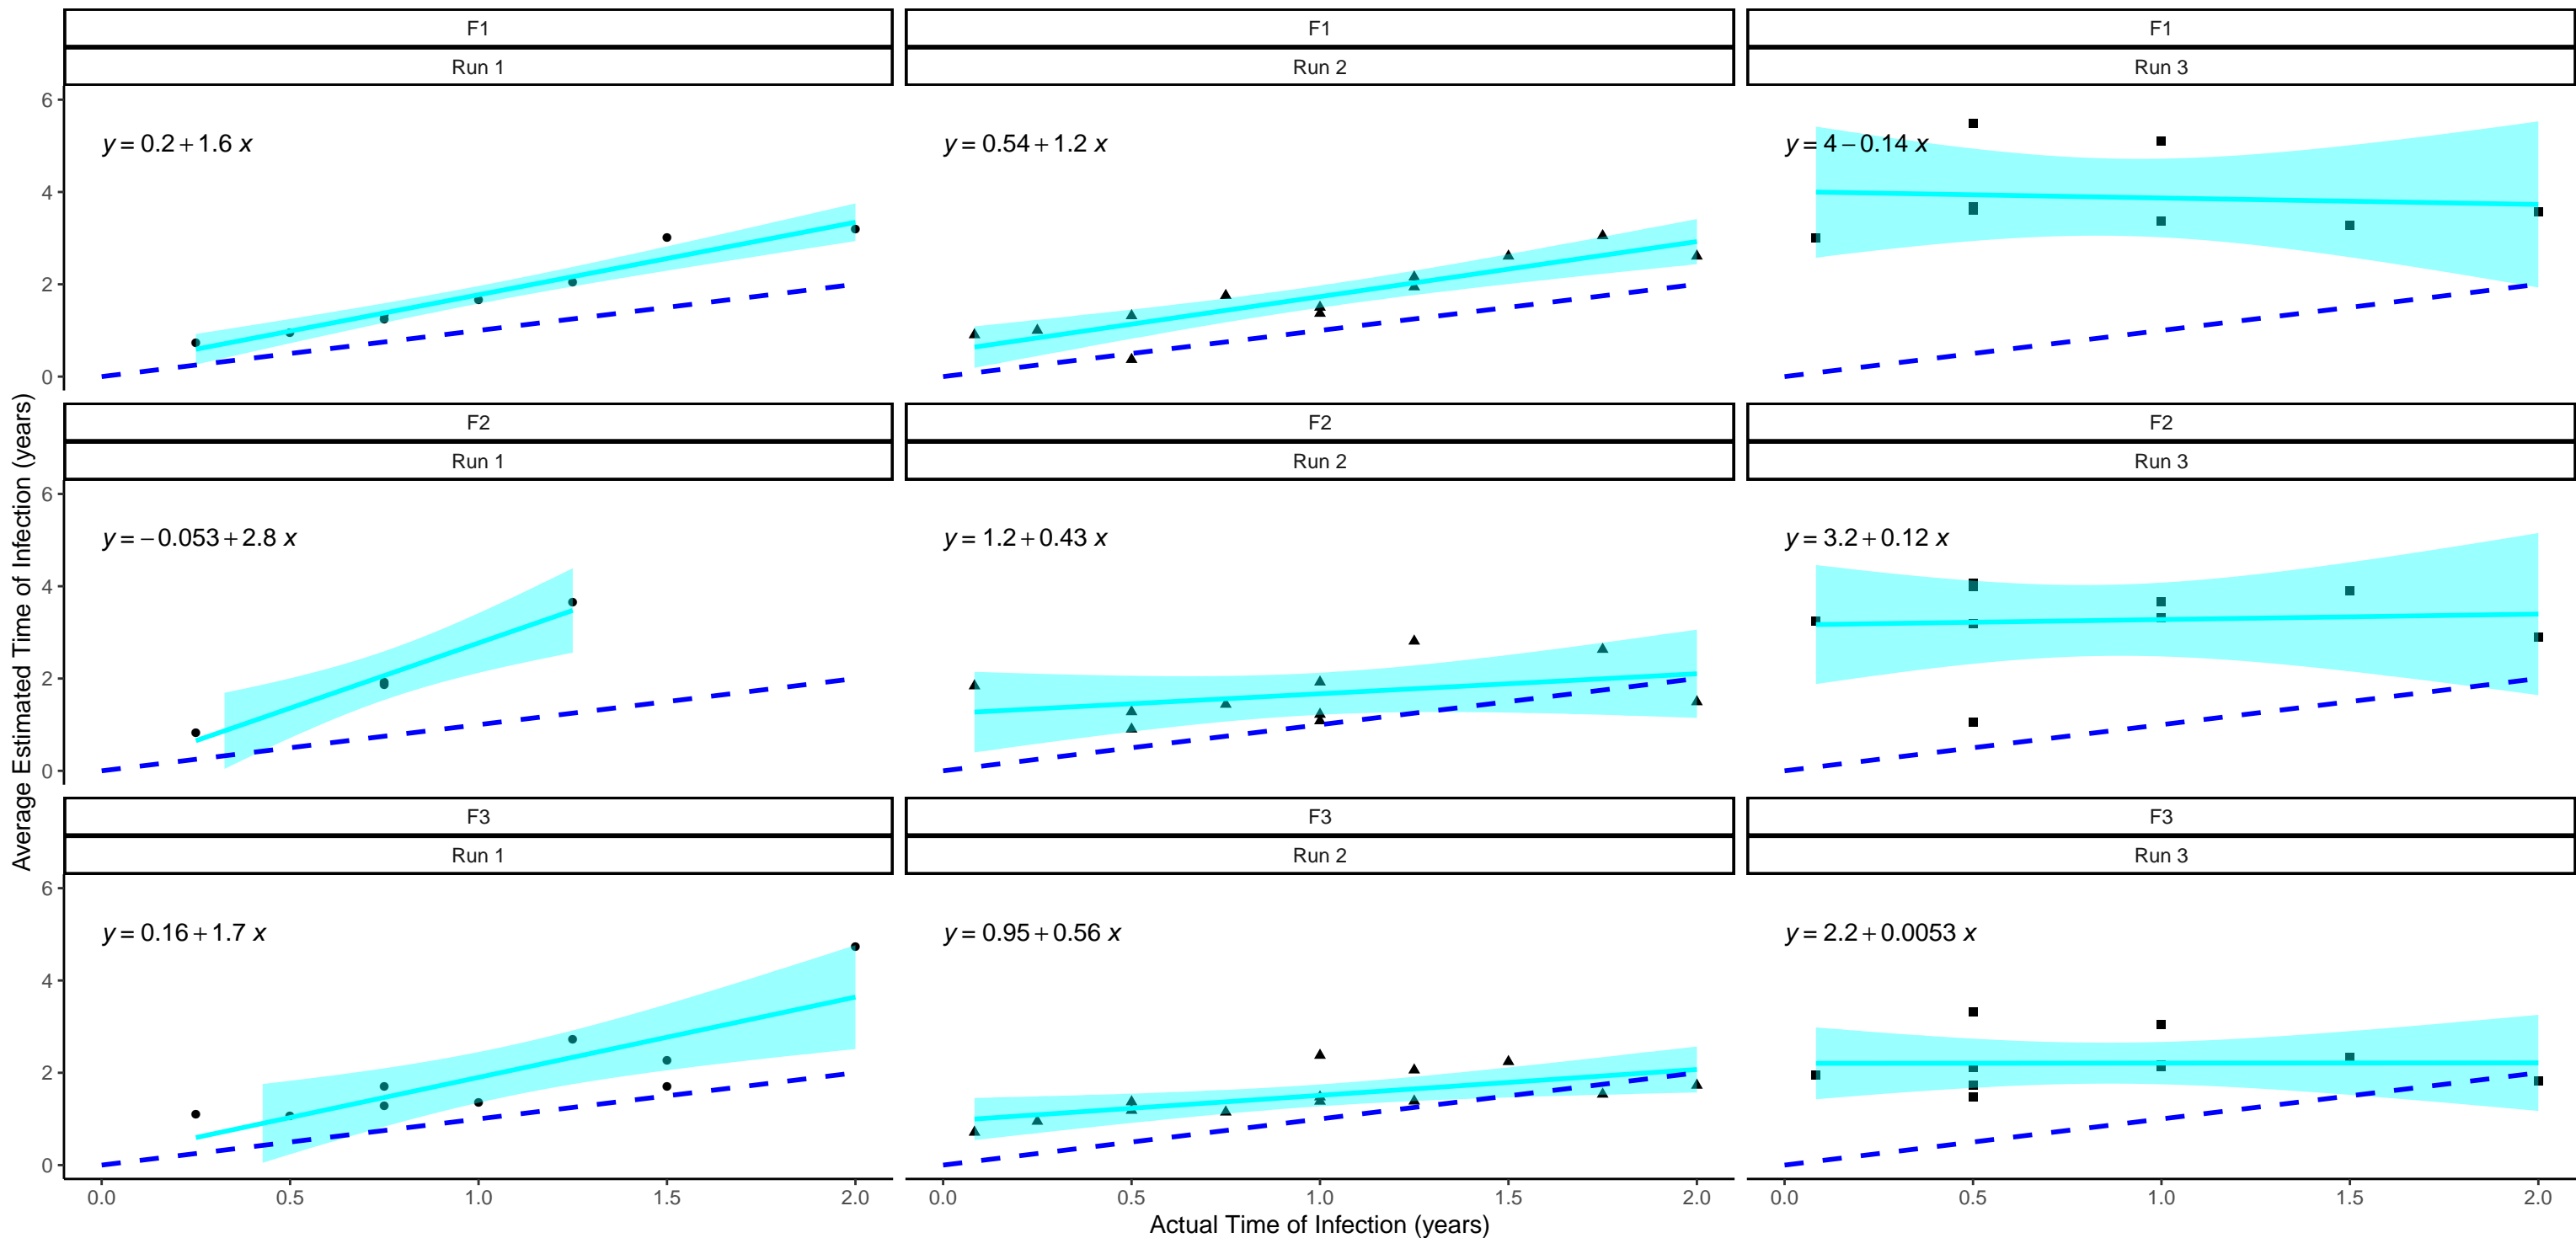 F1 F1 F1
Run 1 Run 2 Run 3
6
y = 0.2 + 1.6 x y = 0.54 + 1.2 x y = 4 − 0.14 x
4
2
0
F2 F2 F2
Run 1 Run 2 Run 3
6
y = −0.053 + 2.8 x y = 1.2 + 0.43 x y = 3.2 + 0.12 x
4
2
0
F3 F3 F3
Run 1 Run 2 Run 3
6
y = 0.16 + 1.7 x y = 0.95 + 0.56 x y = 2.2 + 0.0053 x
4
2
0
0.0 0.5 1.0 1.5 2.0 0.0 0.5 1.0 1.5 2.0 0.0 0.5 1.0 1.5 2.0
Actual Time of Infection (years)
Average Estimated Time of Infection (years)